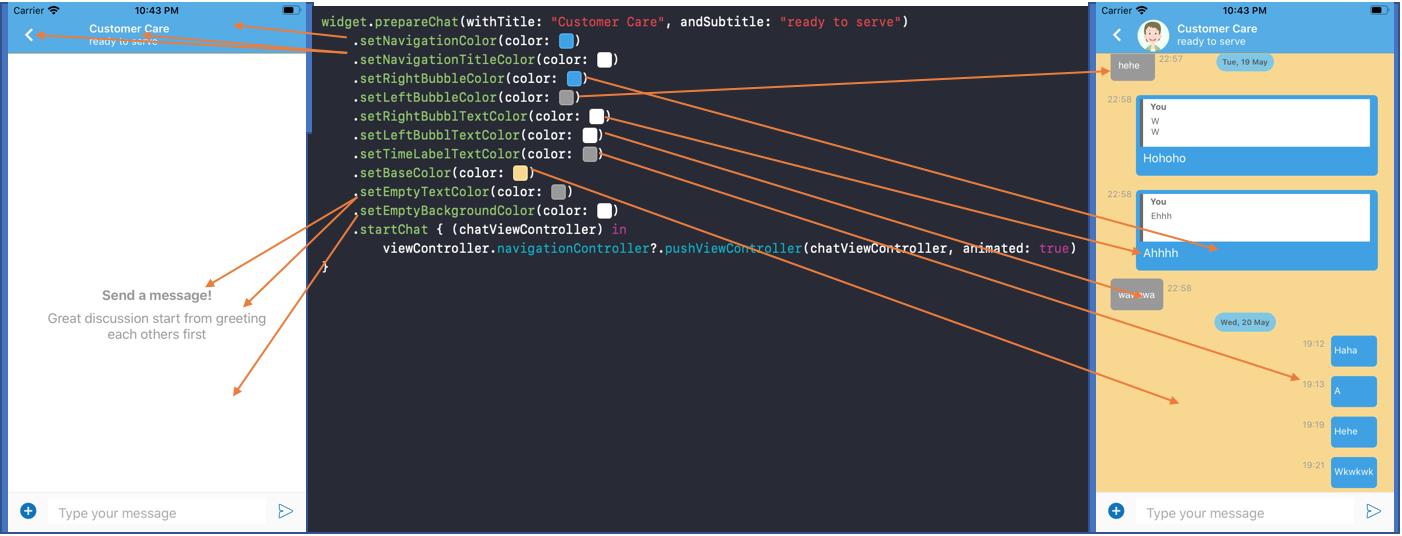 Carrier 10:43 PM
Customer Care
ready to serve
Send a message!
Great discussion start from greeting
each others first
Type your message
widget.prepareChat(withTitle: "Customer Care", andSubtitle: "ready to serve")
.setNavigationColor(color: )
.setNavigationTitleColor(color: )
.setRightBubbleColor(color: )
.setLeftBubbleColor(color: )
.setRightBubblTextColor(color: )
.setLeftBubblTextColor(color: )
.setTimeLabelTextColor(color: )
.setBaseColor(color: )
.setEmptyTextColor(color: )
.setEmptyBackgroundColor(color: )
.startChat { (chatViewController) in
viewController.navigationController?.pushViewController(chatViewController, animated: true)
}
Carrier 10:43 PM
Customer Care
ready to serve
hehe 22:57 Tue, 19 May
22:58
You
W
W
Hohoho
22:58
You
Ehhh
Ahhhh
22:58
Wed, 20 May
19:12 Haha
19:13 A
19:19 Hehe
19:21 Wkwkwk
Type your message